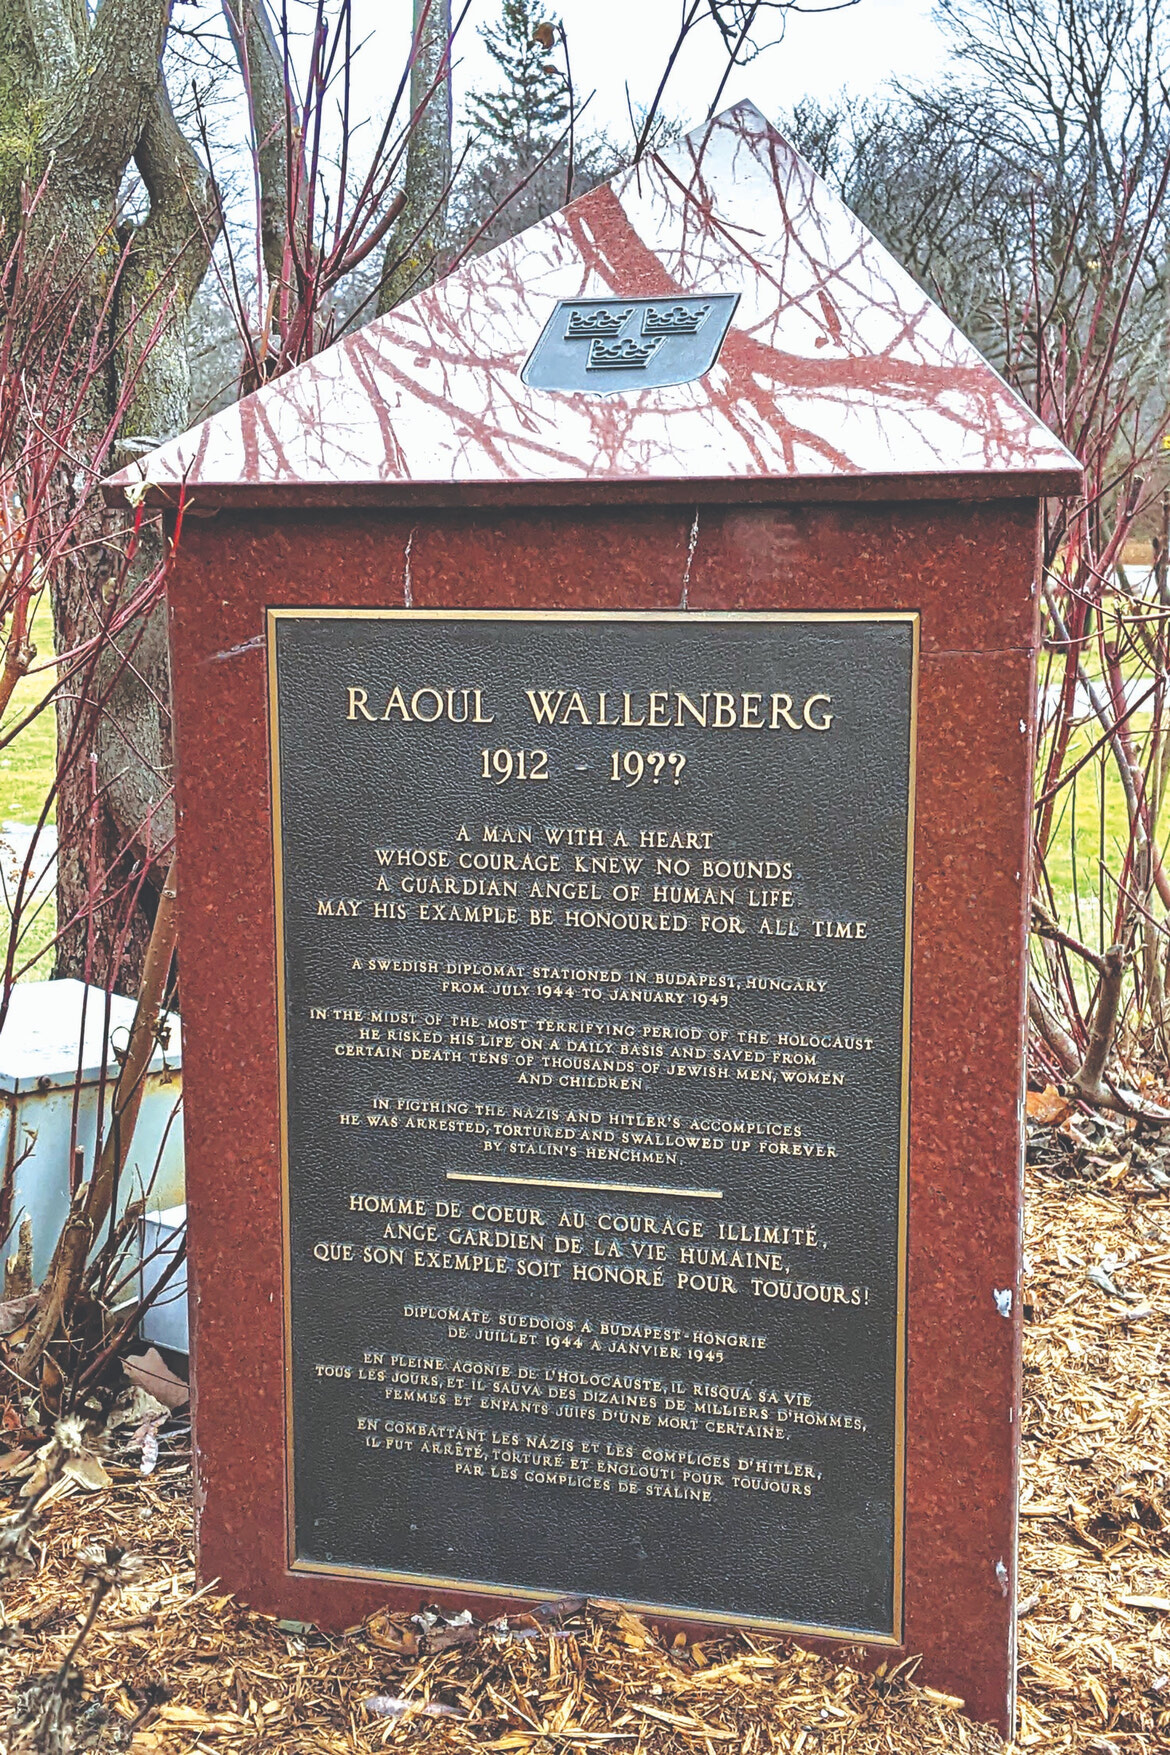 RAOUL WALLENBERG
1912 - 19??
A MAN WITH A HEART
WHOSE COURAGE KNEW NO BOUNDS.
A GUARDIAN ANGEL OF HUMAN LIFE.
MAY HIS EXAMPLE BE HONOURED FOR ALL TIME
A SWEDISH DIPLOMAT STATIONED IN BUDAPEST, HUNGARY
FROM JULY 1944 TO JANUARY 1945
IN THE MIDST OF THE MOST TERRIFYING PERIOD OF THE HOLOCAUST
HE RISKED HIS LIFE ON A DAILY BASIS AND SAVED FROM
CERTAIN DEATH TENS OF THOUSANDS OF JEWISH MEN, WOMEN
AND CHILDREN.
IN FIGTHING THE NAZIS AND HITLER'S ACCOMPLICES
HE WAS ARRESTED, TORTURED AND SWALLOWED UP FOREVER
BY STALIN'S HENCHMEN.
HOMME DE COEUR AU COURAGE ILLIMITÉ,
ANGE GARDIEN DE LA VIE HUMAINE,
QUE SON EXEMPLE SOIT HONORÉ POUR TOUJOURS!
DIPLOMATE SUEDOIOS A BUDAPEST-HONGRIE
DE JUILLET 1944 A JANVIER 1945
EN PLEINE AGONIE DE L'HOLOCAUSTE, IL RISQUA SA VIE
TOUS LES JOURS, ET IL SAUVA DES DIZAINES DE MILLIERS D'HOMMES,
FEMMES ET ENFANTS JUIFS D'UNE MORT CERTAINE.
EN COMBATTANT LES NAZIS ET LES COMPLICES D'HITLER,
IL FUT ARRÊTÉ, TORTURÉ ET ENGLOUTI POUR TOUJOURS
PAR LES COMPLICES DE STALINE